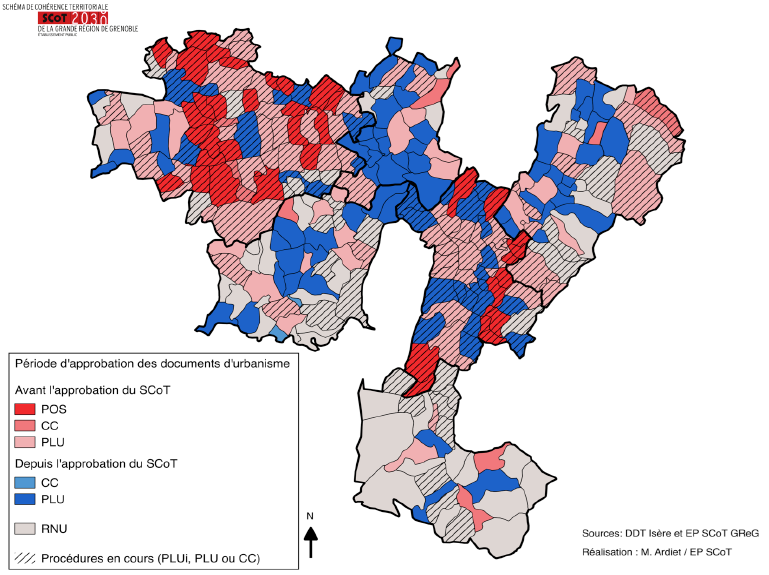 SCHÉMA DE COHÉRENCE TERRITORIALE
SCoT 2030
DE LA GRANDE RÉGION DE GRENOBLE
ETABLISSEMENT PUBLIC
Période d'approbation des documents d'urbanisme
Avant l'approbation du SCoT
POS
CC
PLU
Depuis l'approbation du SCoT
CC
PLU
RNU
Procédures en cours (PLUi, PLU ou CC)
N
Sources: DDT Isère et EP SCoT GReG
Réalisation : M. Ardiet / EP SCoT